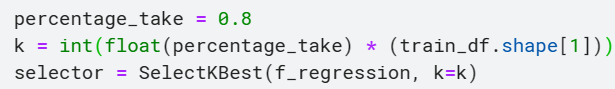 percentage_take = 0.8
k = int(float(percentage_take) * (train_df.shape[1]))
selector = SelectKBest(f_regression, k=k)